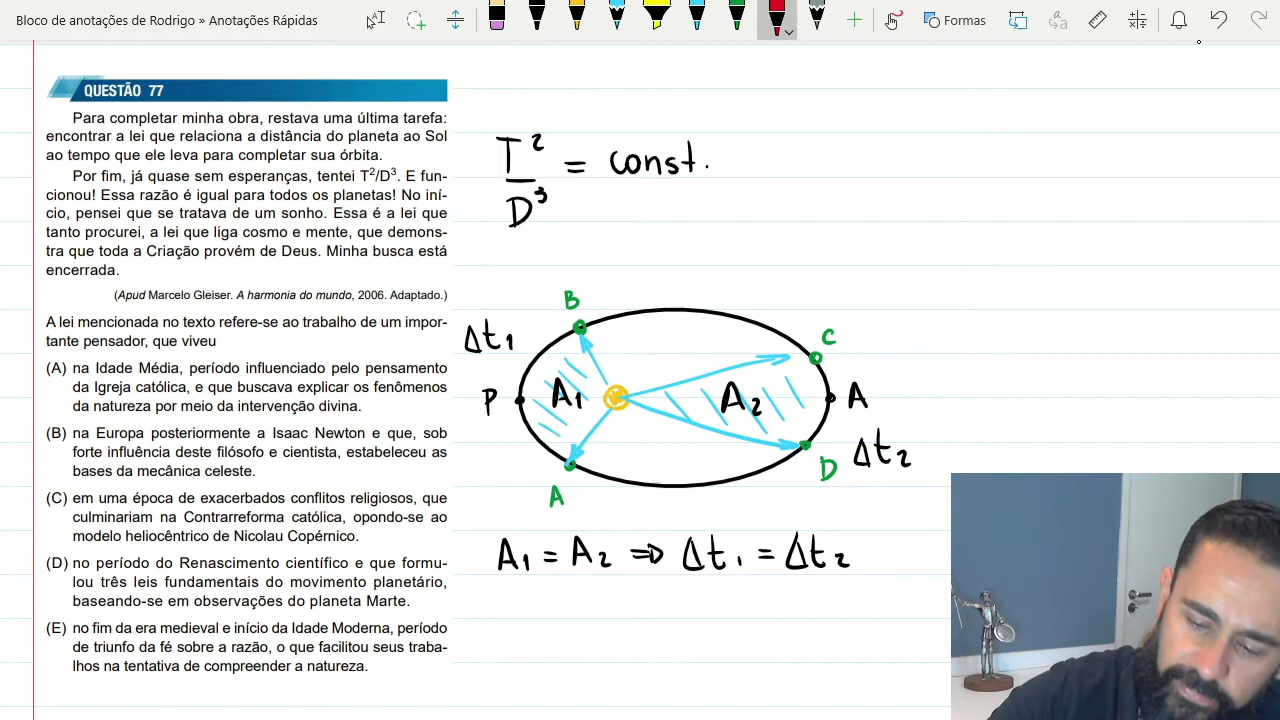 Bloco de anotações de Rodrigo » Anotações Rápidas
Formas
QUESTÃO 77
Para completar minha obra, restava uma última tarefa:
encontrar a lei que relaciona a distância do planeta ao Sol
ao tempo que ele leva para completar sua órbita.
Por fim, já quase sem esperanças, tentei T²/D³. E fun-
cionou! Essa razão é igual para todos os planetas! No iní-
cio, pensei que se tratava de um sonho. Essa é a lei que
tanto procurei, a lei que liga cosmo e mente, que demons-
tra que toda a Criação provém de Deus. Minha busca está
encerrada.
(Apud Marcelo Gleiser. A harmonia do mundo, 2006. Adaptado.)
A lei mencionada no texto refere-se ao trabalho de um impor-
tante pensador, que viveu
(A) na Idade Média, período influenciado pelo pensamento
da Igreja católica, e que buscava explicar os fenômenos
da natureza por meio da intervenção divina.
(B) na Europa posteriormente a Isaac Newton e que, sob
forte influência deste filósofo e cientista, estabeleceu as
bases da mecânica celeste.
(C) em uma época de exacerbados conflitos religiosos, que
culminariam na Contrarreforma católica, opondo-se ao
modelo heliocêntrico de Nicolau Copérnico.
(D) no período do Renascimento científico e que formu-
lou três leis fundamentais do movimento planetário,
baseando-se em observações do planeta Marte.
(E) no fim da era medieval e início da Idade Moderna, período
de triunfo da fé sobre a razão, o que facilitou seus traba-
lhos na tentativa de compreender a natureza.
T²/D³ = const.
B
Δt₁
C
P
A₁
A₂
A
Δt₂
D
A
A₁ = A₂ ⇒ Δt₁ = Δt₂